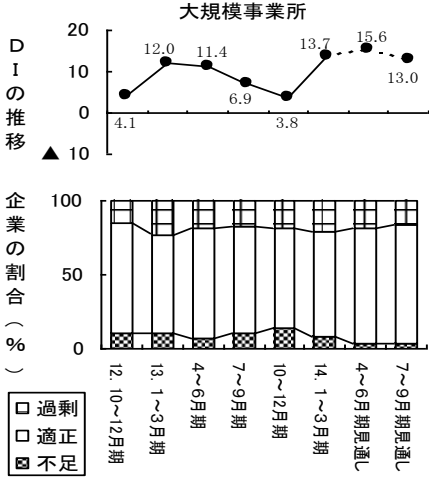 大規模事業所
DIの推移
20
10
0
▲ 10
4.1
12.0
11.4
6.9
3.8
13.7
15.6
13.0
企業の割合(%)
100
50
0
12. 10～12月期
13. 1～3月期
4～6月期
7～9月期
10～12月期
14. 1～3月期
4～6月期見通し
7～9月期見通し
過剰
適正
不足